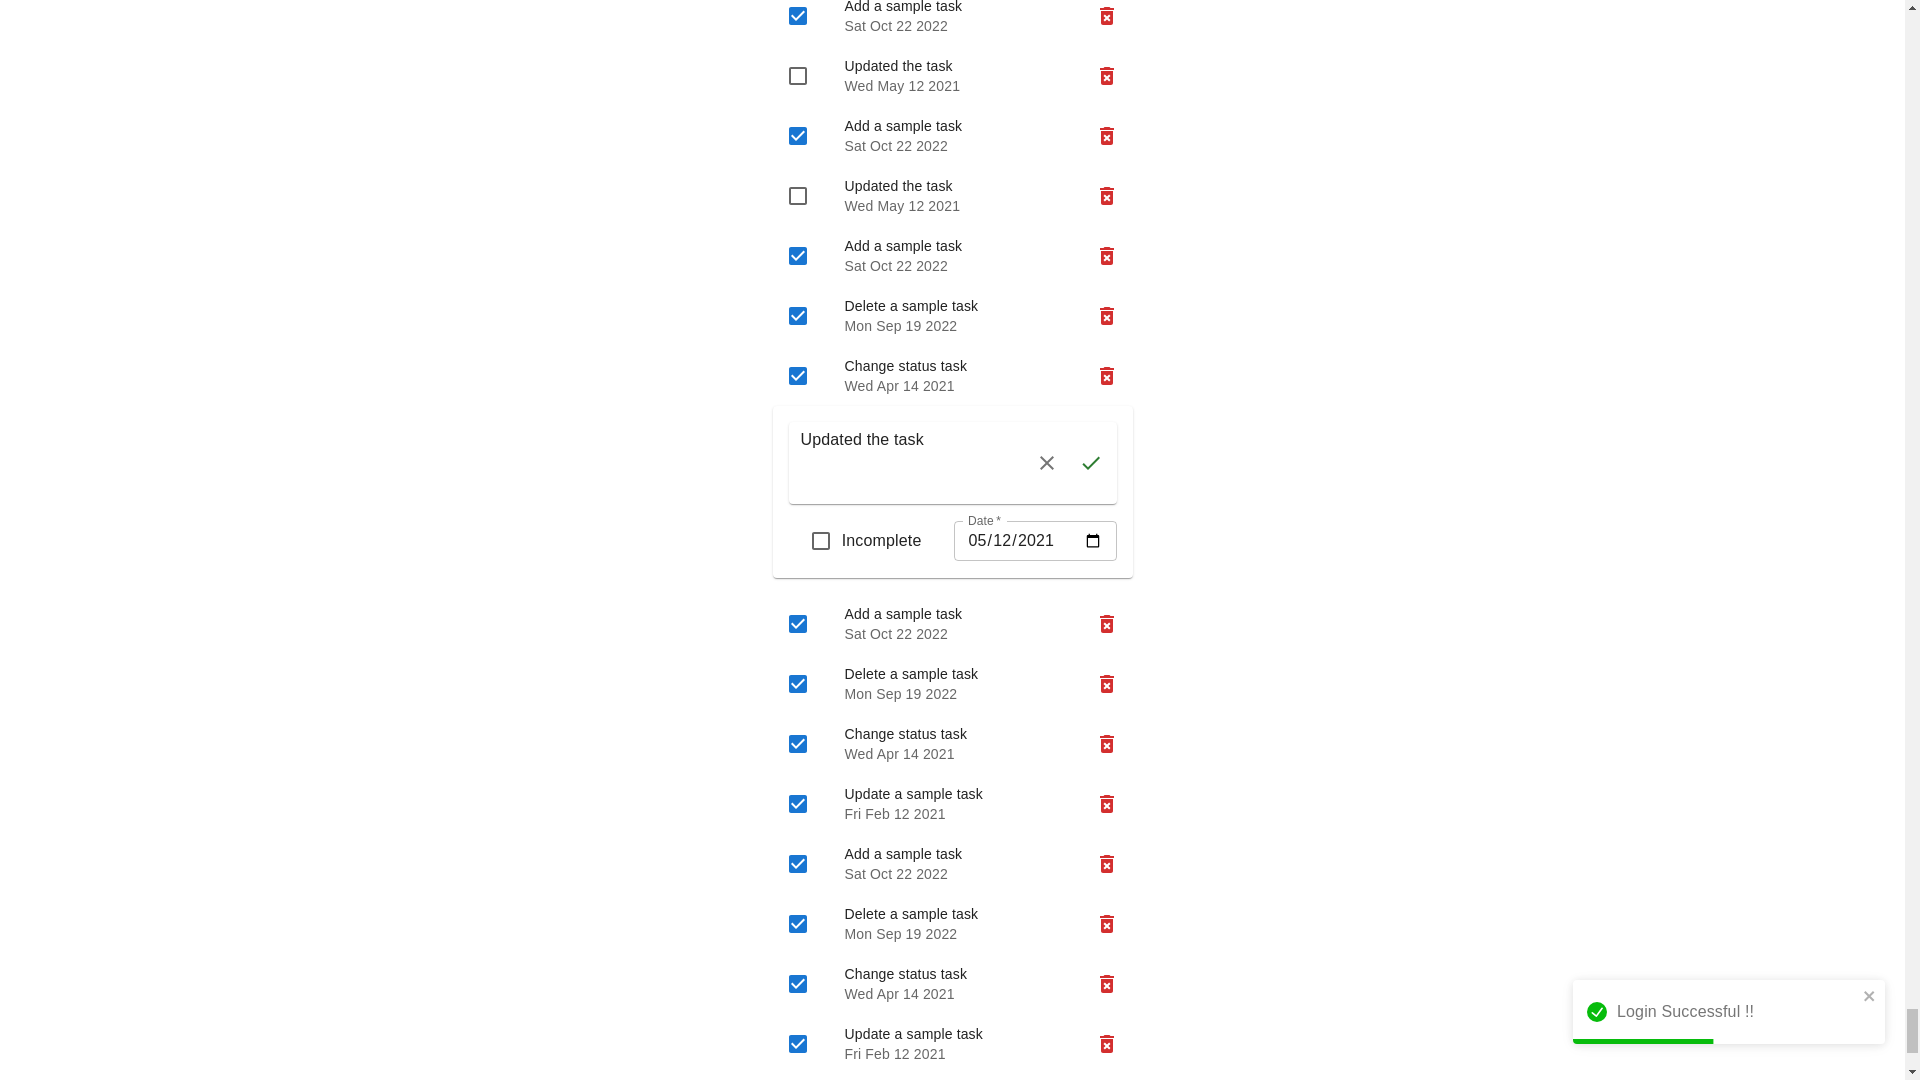 Add a sample task
Sat Oct 22 2022
Updated the task
Wed May 12 2021
Add a sample task
Sat Oct 22 2022
Updated the task
Wed May 12 2021
Add a sample task
Sat Oct 22 2022
Delete a sample task
Mon Sep 19 2022
Change status task
Wed Apr 14 2021
Updated the task
Incomplete
Date *
05/12/2021
Add a sample task
Sat Oct 22 2022
Delete a sample task
Mon Sep 19 2022
Change status task
Wed Apr 14 2021
Update a sample task
Fri Feb 12 2021
Add a sample task
Sat Oct 22 2022
Delete a sample task
Mon Sep 19 2022
Change status task
Wed Apr 14 2021
Update a sample task
Fri Feb 12 2021
Login Successful !!